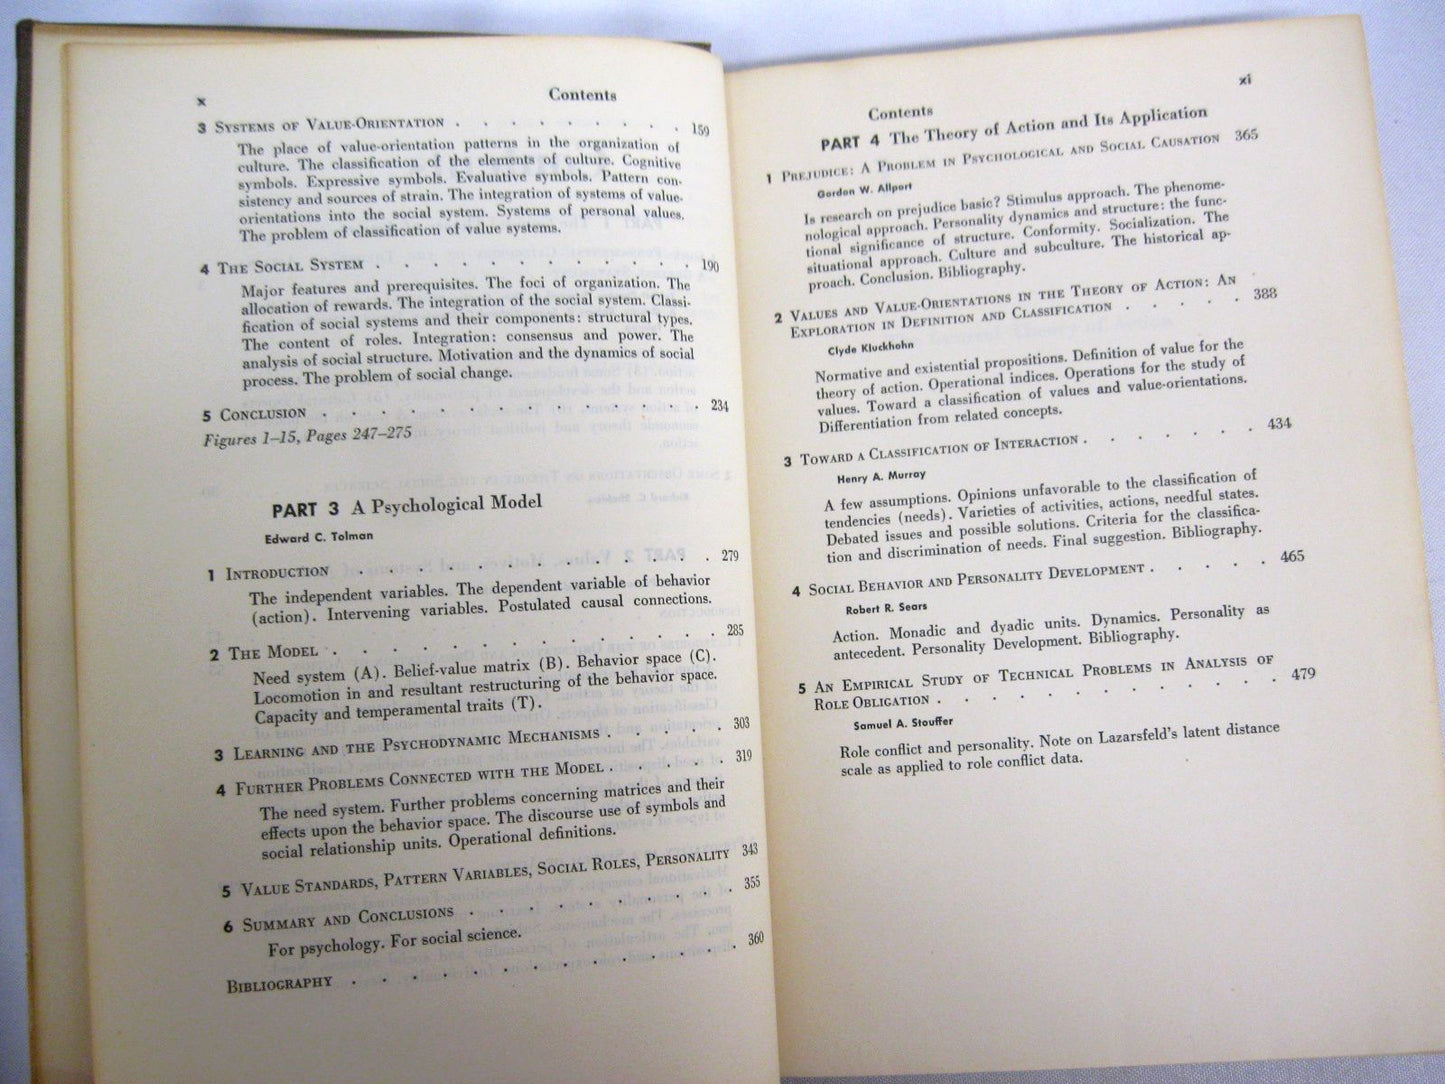 x
Contents
3 Systems of Value-Orientation . . . . . . . . 159
The place of value-orientation patterns in the organization of
culture. The classification of the elements of culture. Cognitive
symbols. Expressive symbols. Evaluative symbols. Pattern con-
sistency and sources of strain. The integration of systems of value-
orientations into the social system. Systems of personal values.
The problem of classification of value systems.
4 The Social System . . . . . . . . . . . 190
Major features and prerequisites. The foci of organization. The
allocation of rewards. The integration of the social system. Classi-
fication of social systems and their components: structural types.
The content of roles. Integration: consensus and power. The
analysis of social structure. Motivation and the dynamics of social
process. The problem of social change.
5 Conclusion . . . . . . . . . . . . . 234
Figures 1–15, Pages 247–275
PART 3 A Psychological Model
Edward C. Tolman
1 Introduction . . . . . . . . . . . . 279
The independent variables. The dependent variable of behavior
(action). Intervening variables. Postulated causal connections.
2 The Model . . . . . . . . . . . . . 285
Need system (A). Belief-value matrix (B). Behavior space (C).
Locomotion in and resultant restructuring of the behavior space.
Capacity and temperamental traits (T).
3 Learning and the Psychodynamic Mechanisms . . . . 303
4 Further Problems Connected with the Model . . . . 319
The need system. Further problems concerning matrices and their
effects upon the behavior space. The discourse use of symbols and
social relationship units. Operational definitions.
5 Value Standards, Pattern Variables, Social Roles, Personality 343
6 Summary and Conclusions . . . . . . . . . 355
For psychology. For social science.
Bibliography . . . . . . . . . . . . . 360
xi
Contents
PART 4 The Theory of Action and Its Application
1 Prejudice: A Problem in Psychological and Social Causation 365
Gordon W. Allport
Is research on prejudice basic? Stimulus approach. The phenome-
nological approach. Personality dynamics and structure: the func-
tional significance of structure. Conformity. Socialization. The
situational approach. Culture and subculture. The historical ap-
proach. Conclusion. Bibliography.
2 Values and Value-Orientations in the Theory of Action: An
Exploration in Definition and Classification . . . . . 388
Clyde Kluckhohn
Normative and existential propositions. Definition of value for the
theory of action. Operational indices. Operations for the study of
values. Toward a classification of values and value-orientations.
Differentiation from related concepts.
3 Toward a Classification of Interaction . . . . . . 434
Henry A. Murray
A few assumptions. Opinions unfavorable to the classification of
tendencies (needs). Varieties of activities, actions, needful states.
Debated issues and possible solutions. Criteria for the classifica-
tion and discrimination of needs. Final suggestion. Bibliography.
4 Social Behavior and Personality Development . . . . . 465
Robert R. Sears
Action. Monadic and dyadic units. Dynamics. Personality as
antecedent. Personality Development. Bibliography.
5 An Empirical Study of Technical Problems in Analysis of
Role Obligation . . . . . . . . . . . . 479
Samuel A. Stouffer
Role conflict and personality. Note on Lazarsfeld's latent distance
scale as applied to role conflict data.